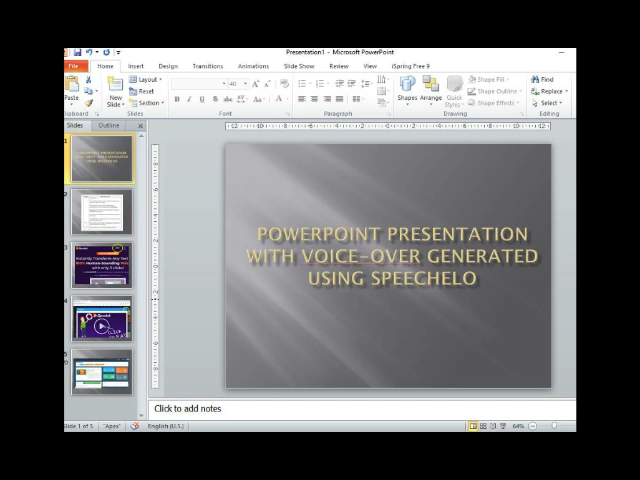 Presentation1 - Microsoft PowerPoint
File Home Insert Design Transitions Animations Slide Show iSpring Free 9
Paste
New Slide
Layout
Reset
Section
Shapes
Arrange
Quick Styles
Shape Fill
Shape Outline
Shape Effects
Find
Replace
Select
Slides
Font
Paragraph
Drawing
Editing
Slides Outline
POWERPOINT PRESENTATION
WITH VOICE-OVER GENERATED
USING SPEECHELO
Click to add notes
Slide 1 of 5 "Apex" English (U.S.) 64%